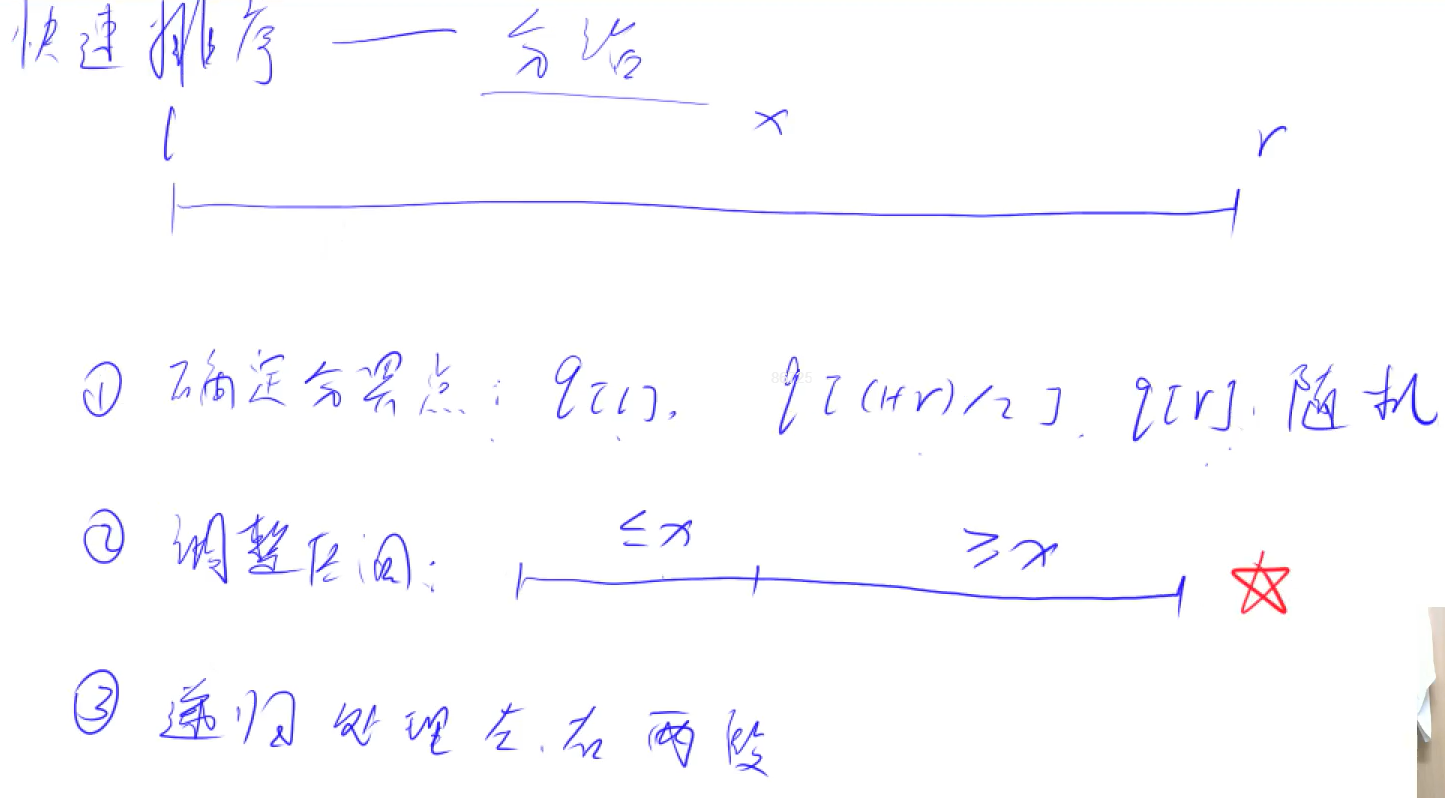 快速排序 —— 分治
l x r
① 确定分界点: q[l], q[(l+r)/2], q[r], 随机
② 调整区间: ≤x ≥x
③ 递归处理左、右两段